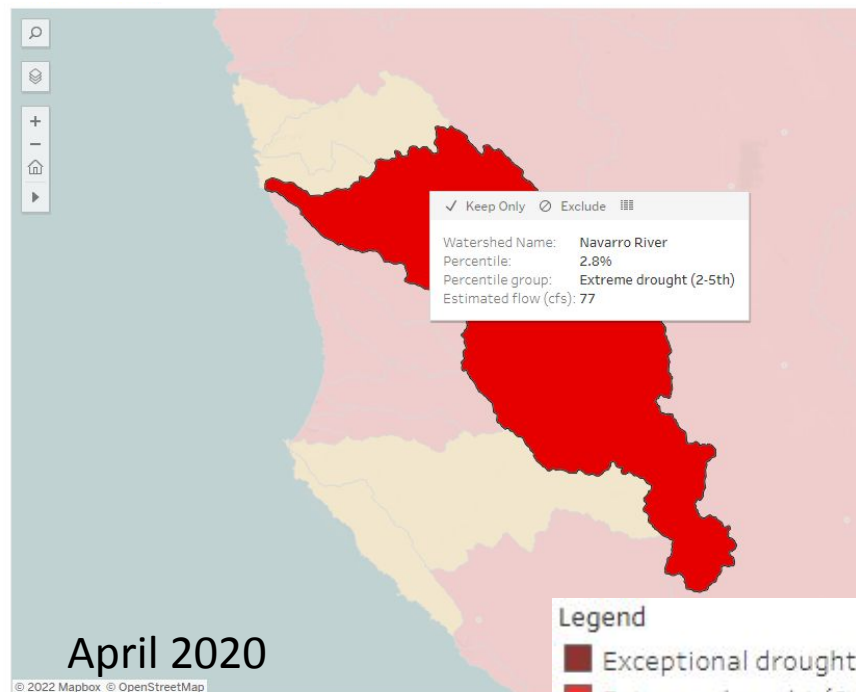 Keep Only Exclude
Watershed Name: Navarro River
Percentile: 2.8%
Percentile group: Extreme drought (2-5th)
Estimated flow (cfs): 77
Legend
Exceptional drought
April 2020
© 2022 Mapbox © OpenStreetMap